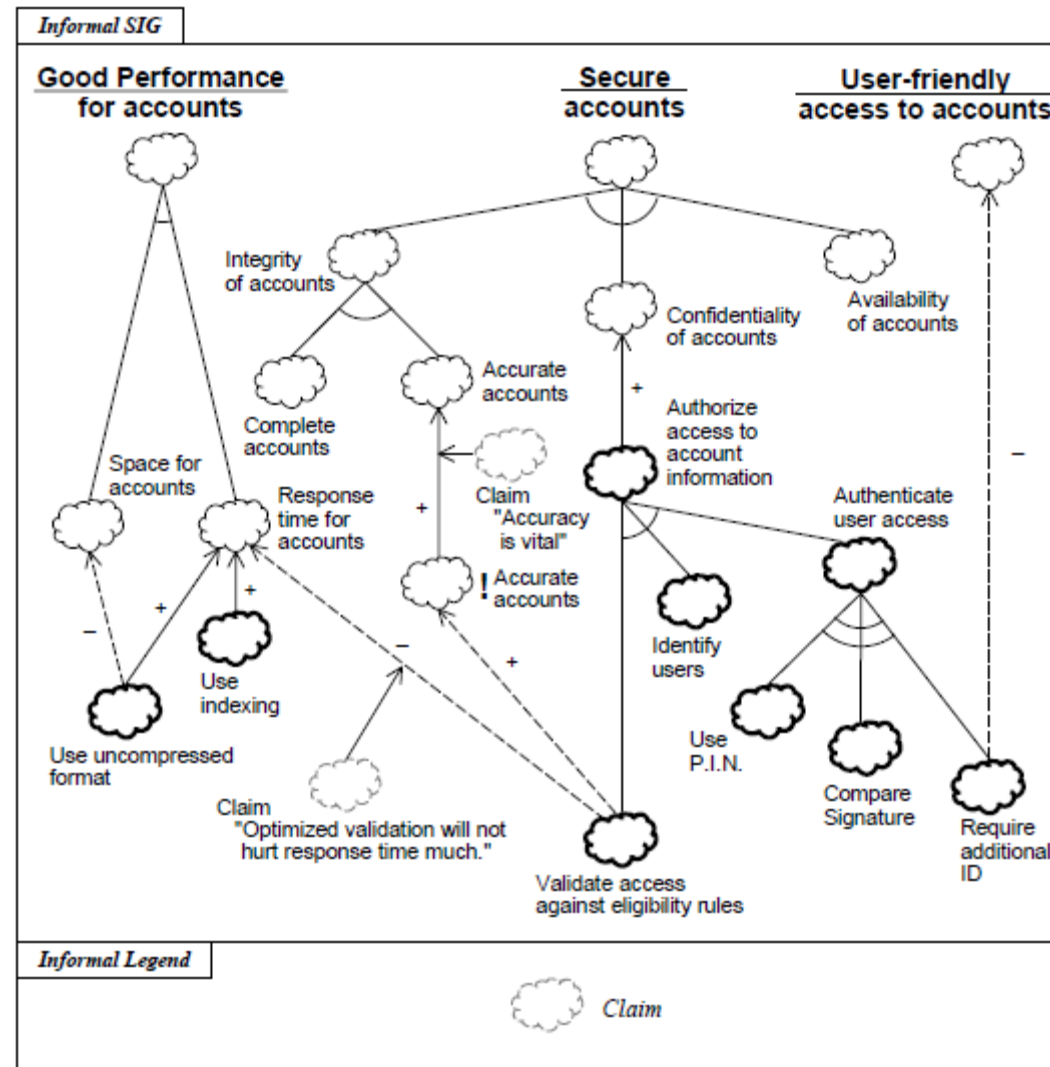 Informal SIG
Good Performance
for accounts
Secure
accounts
User-friendly
access to accounts
Integrity
of accounts
Availability
of accounts
Confidentiality
of accounts
Accurate
accounts
+
Complete
accounts
Authorize
access to
account
information
Space for
accounts
Response
time for
accounts
Claim
"Accuracy
is vital"
+
–
Authenticate
user access
! Accurate
accounts
+
+
–
–
+
Identify
users
Use
indexing
Use uncompressed
format
Use
P.I.N.
Compare
Signature
Require
additional
ID
Claim
"Optimized validation will not
hurt response time much."
Validate access
against eligibility rules
Informal Legend
Claim